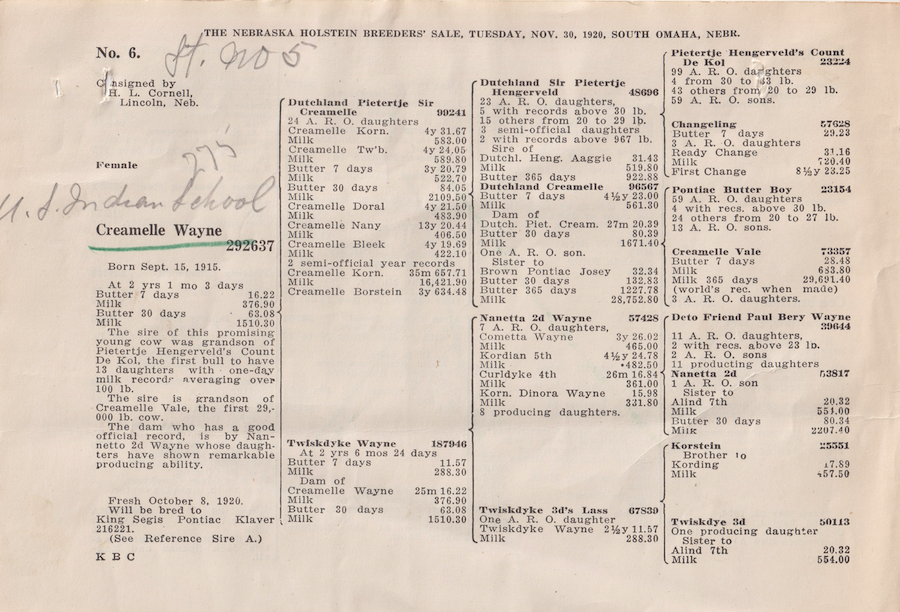 THE NEBRASKA HOLSTEIN BREEDERS' SALE, TUESDAY, NOV. 30, 1920, SOUTH OMAHA, NEBR.
No. 6.
St. No 5
Consigned by
H. L. Cornell,
Lincoln, Neb.
Female
275
U. S. Indian School
Creamelle Wayne
292637
Born Sept. 15, 1915.
At 2 yrs 1 mo 3 days
Butter 7 days 16.22
Milk 376.90
Butter 30 days 63.08
Milk 1510.30
The sire of this promising
young cow was grandson of
Pietertje Hengerveld's Count
De Kol, the first bull to have
13 daughters with one-day
milk records averaging over
100 lb.
The sire is grandson of
Creamelle Vale, the first 29,-
000 lb. cow.
The dam who has a good
official record, is by Nan-
netto 2d Wayne whose daugh-
ters have shown remarkable
producing ability.
Fresh October 8, 1920.
Will be bred to
King Segis Pontiac Klaver
216221.
(See Reference Sire A.)
K B C
Dutchland Pietertje Sir
Creamelle 99241
24 A. R. O. daughters
Creamelle Korn. 4y 31.67
Milk 583.00
Creamelle Tw'b. 4y 24.05
Milk 589.80
Butter 7 days 3y 20.79
Milk 522.70
Butter 30 days 84.05
Milk 2109.50
Creamelle Doral 4y 21.50
Milk 483.90
Creamelle Nany 13y 20.44
Milk 406.50
Creamelle Bleek 4y 19.69
Milk 422.10
2 semi-official year records
Creamelle Korn. 35m 657.71
Milk 16,421.90
Creamelle Borstein 3y 634.48
Twiskdyke Wayne 187946
At 2 yrs 6 mos 24 days
Butter 7 days 11.57
Milk 288.30
Dam of
Creamelle Wayne 25m 16.22
Milk 376.90
Butter 30 days 63.08
Milk 1510.30
Dutchland Sir Pietertje
Hengerveld 48696
23 A. R. O. daughters,
5 with records above 30 lb.
15 others from 20 to 29 lb.
3 semi-official daughters
2 with records above 967 lb.
Sire of
Dutchl. Heng. Aaggie 31.43
Milk 519.80
Butter 365 days 922.88
Dutchland Creamelle 96567
Butter 7 days 4½y 23.00
Milk 561.30
Dam of
Dutch. Piet. Cream. 27m 20.39
Butter 30 days 80.39
Milk 1671.40
One A. R. O. son.
Sister to
Brown Pontiac Josey 32.34
Butter 30 days 132.83
Butter 365 days 1227.78
Milk 28,752.80
Nanetta 2d Wayne 57428
7 A. R. O. daughters,
Cometta Wayne 3y 26.02
Milk 465.00
Kordian 5th 4½y 24.78
Milk 482.50
Curldyke 4th 26m 16.84
Milk 361.00
Korn. Dinora Wayne 15.98
Milk 331.80
8 producing daughters.
Twiskdyke 3d's Lass 67839
One A. R. O. daughter
Twiskdyke Wayne 2½y 11.57
Milk 288.30
Pietertje Hengerveld's Count
De Kol 23224
99 A. R. O. daughters
4 from 30 to 33 lb.
43 others from 20 to 29 lb.
59 A. R. O. sons.
Changeling 57628
Butter 7 days 29.23
3 A. R. O. daughters
Ready Change 31.16
Milk 720.40
First Change 8½y 23.25
Pontiac Butter Boy 23154
59 A. R. O. daughters
4 with recs. above 30 lb.
24 others from 20 to 27 lb.
13 A. R. O. sons.
Creamelle Vale 73357
Butter 7 days 28.48
Milk 683.80
Milk 365 days 29,691.40
(world's rec. when made)
3 A. R. O. daughters.
Deto Friend Paul Bery Wayne
39644
11 A. R. O. daughters,
2 with recs. above 23 lb.
2 A. R. O. sons
11 producing daughters
Nanetta 2d 53817
1 A. R. O. son
Sister to
Alind 7th 20.32
Milk 554.00
Butter 30 days 80.34
Milk 2207.40
Korstein 25551
Brother to
Kording 17.89
Milk 457.50
Twiskdye 3d 50113
One producing daughter
Sister to
Alind 7th 20.32
Milk 554.00